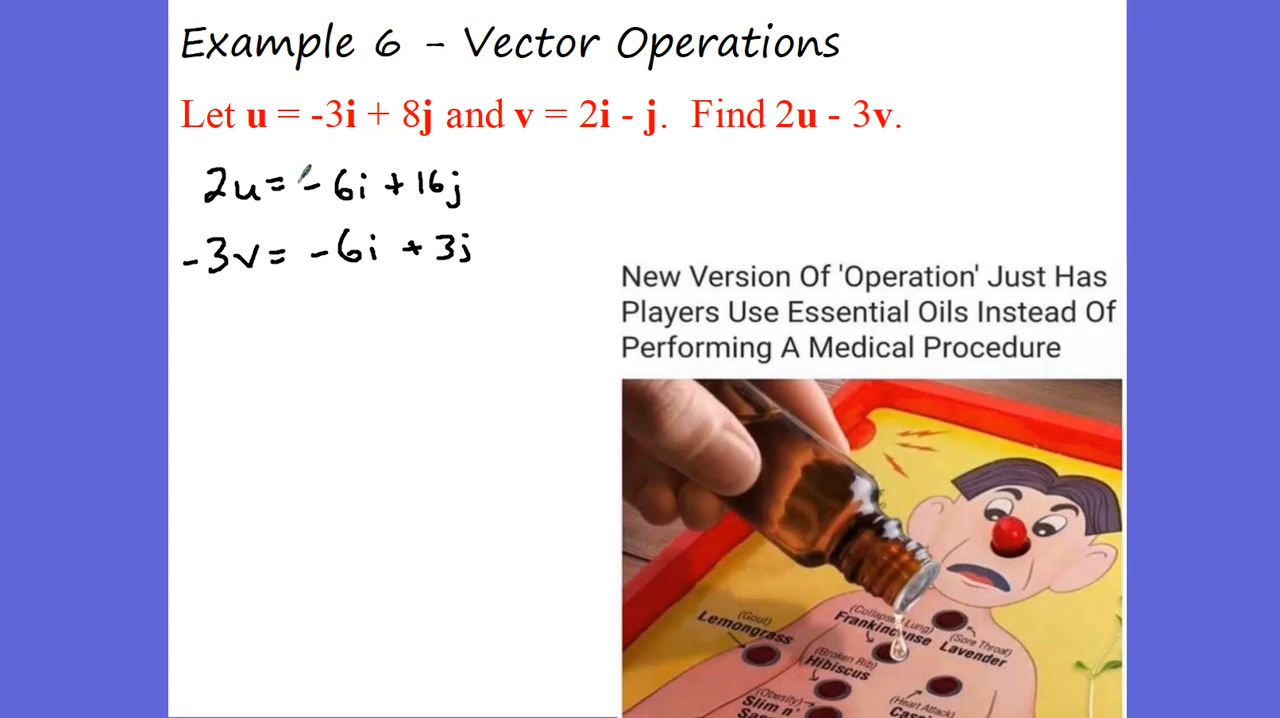 Example 6 - Vector Operations
Let u = -3i + 8j and v = 2i - j. Find 2u - 3v.
2u = -6i + 16j
-3v = -6i + 3j
New Version Of 'Operation' Just Has
Players Use Essential Oils Instead Of
Performing A Medical Procedure
(Gout)
Lemongrass
(Collapse Lung)
Frankincense
(Sore Throat)
Lavender
(Broken Rib)
Hibiscus
(Obesity)
Slim n'
(Heart Attack)